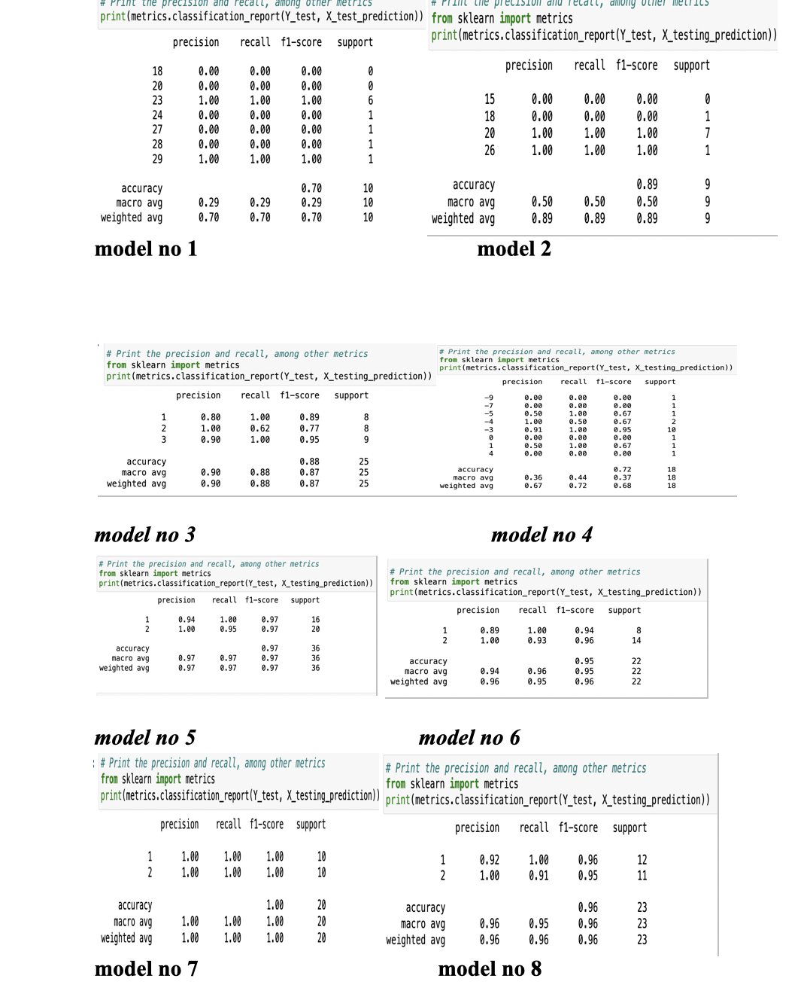 # Print the precision and recall, among other metrics
print(metrics.classification_report(Y_test, X_test_prediction))
precision recall f1-score support
18 0.00 0.00 0.00 0
20 0.00 0.00 0.00 0
23 1.00 1.00 1.00 6
24 0.00 0.00 0.00 1
27 0.00 0.00 0.00 1
28 0.00 0.00 0.00 1
29 1.00 1.00 1.00 1
accuracy 0.70 10
macro avg 0.29 0.29 0.29 10
weighted avg 0.70 0.70 0.70 10
model no 1
# Print the precision and recall, among other metrics
from sklearn import metrics
print(metrics.classification_report(Y_test, X_testing_prediction))
precision recall f1-score support
15 0.00 0.00 0.00 0
18 0.00 0.00 0.00 1
20 1.00 1.00 1.00 7
26 1.00 1.00 1.00 1
accuracy 0.89 9
macro avg 0.50 0.50 0.50 9
weighted avg 0.89 0.89 0.89 9
model 2
# Print the precision and recall, among other metrics
from sklearn import metrics
print(metrics.classification_report(Y_test, X_testing_prediction))
precision recall f1-score support
1 0.80 1.00 0.89 8
2 1.00 0.62 0.77 8
3 0.90 1.00 0.95 9
accuracy 0.88 25
macro avg 0.90 0.88 0.87 25
weighted avg 0.90 0.88 0.87 25
model no 3
# Print the precision and recall, among other metrics
from sklearn import metrics
print(metrics.classification_report(Y_test, X_testing_prediction))
precision recall f1-score support
-9 0.00 0.00 0.00 1
-7 0.00 0.00 0.00 1
-5 0.50 1.00 0.67 1
-4 1.00 0.50 0.67 2
-3 0.91 1.00 0.95 10
0 0.00 0.00 0.00 1
1 0.50 1.00 0.67 1
4 0.00 0.00 0.00 1
accuracy 0.72 18
macro avg 0.36 0.44 0.37 18
weighted avg 0.67 0.72 0.68 18
model no 4
# Print the precision and recall, among other metrics
from sklearn import metrics
print(metrics.classification_report(Y_test, X_testing_prediction))
precision recall f1-score support
1 0.94 1.00 0.97 16
2 1.00 0.95 0.97 20
accuracy 0.97 36
macro avg 0.97 0.97 0.97 36
weighted avg 0.97 0.97 0.97 36
model no 5
# Print the precision and recall, among other metrics
from sklearn import metrics
print(metrics.classification_report(Y_test, X_testing_prediction))
precision recall f1-score support
1 0.89 1.00 0.94 8
2 1.00 0.93 0.96 14
accuracy 0.95 22
macro avg 0.94 0.96 0.95 22
weighted avg 0.96 0.95 0.96 22
model no 6
# Print the precision and recall, among other metrics
from sklearn import metrics
print(metrics.classification_report(Y_test, X_testing_prediction))
precision recall f1-score support
1 1.00 1.00 1.00 10
2 1.00 1.00 1.00 10
accuracy 1.00 20
macro avg 1.00 1.00 1.00 20
weighted avg 1.00 1.00 1.00 20
model no 7
# Print the precision and recall, among other metrics
from sklearn import metrics
print(metrics.classification_report(Y_test, X_testing_prediction))
precision recall f1-score support
1 0.92 1.00 0.96 12
2 1.00 0.91 0.95 11
accuracy 0.96 23
macro avg 0.96 0.95 0.96 23
weighted avg 0.96 0.96 0.96 23
model no 8